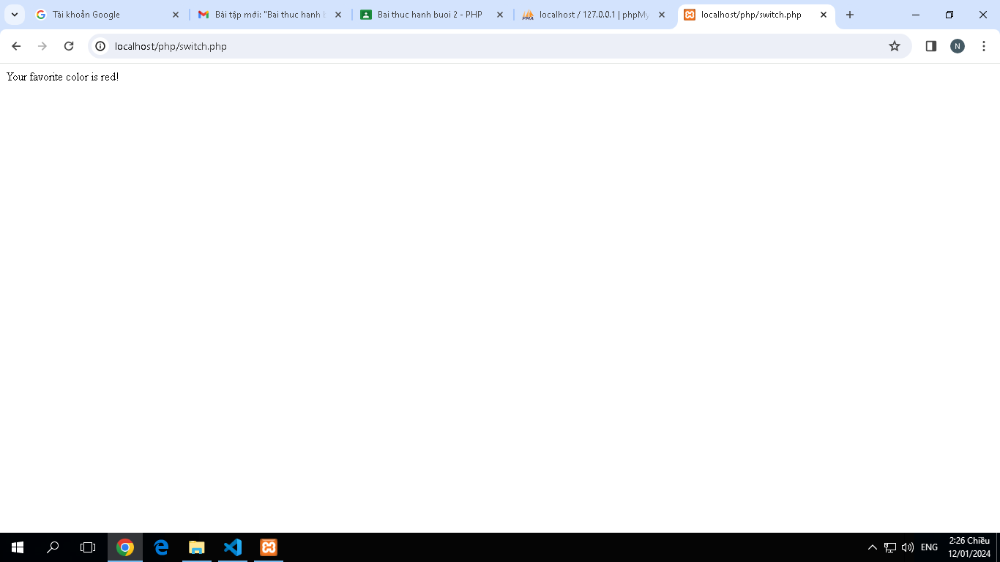 Tài khoản Google
Bài tập mới: "Bai thuc hanh
Bai thuc hanh buoi 2 - PHP
localhost / 127.0.0.1 | phpMy
localhost/php/switch.php
localhost/php/switch.php
N
Your favorite color is red!
ENG
2:26 Chiều
12/01/2024